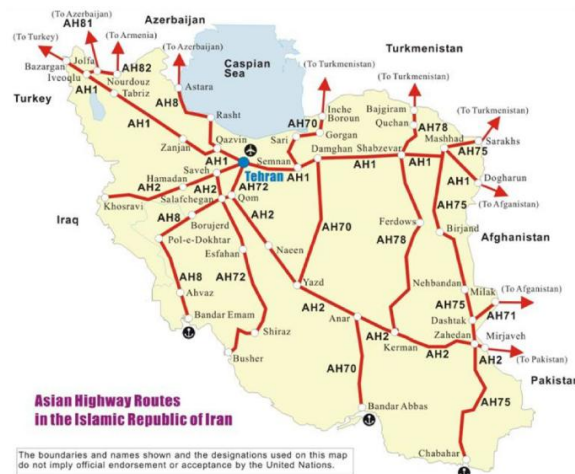 (To Azerbaijan)
AH81
Azerbaijan
(To Turkey)
(To Armenia)
Jolfa
AH82
(To Azerbaijan)
Caspian
Sea
Turkmenistan
Bazargan
Iveoqlu
Nourdouz
Tabriz
Astara
(To Turkmenistan)
(To Turkmenistan)
Turkey
AH1
AH8
Rasht
Inche
Boroun
Bajgiram
Quchan
(To Turkmenistan)
AH1
AH70
Sari
Gorgan
AH78
Mashhad
Sarakhs
AH75
Qazvin
Zanjan
AH1
Semnan
Damghan
Shabzevar
AH1
AH1
AH1
AH1
Dogharun
Saveh
Tehran
(To Afganistan)
Hamadan
AH2
AH2
AH72
AH75
Khosravi
Salafchegan
Qom
Iraq
AH8
Borujerd
AH2
AH70
Ferdows
AH78
Birjand
Afghanistan
Pol-e-Dokhtar
Esfahan
Naeen
AH8
AH72
Yazd
Nehbandan
Milak
(To Afganistan)
Ahvaz
AH2
AH75
AH71
Bandar Emam
Anar
Dashtak
Shiraz
AH2
Zahedan
Mirjaveh
Kerman
AH2
AH2
Busher
AH70
(To Pakistan)
Pakistan
AH75
Asian Highway Routes
in the Islamic Republic of Iran
Bandar Abbas
Chabahar
The boundaries and names shown and the designations used on this map
do not imply official endorsement or acceptance by the United Nations.